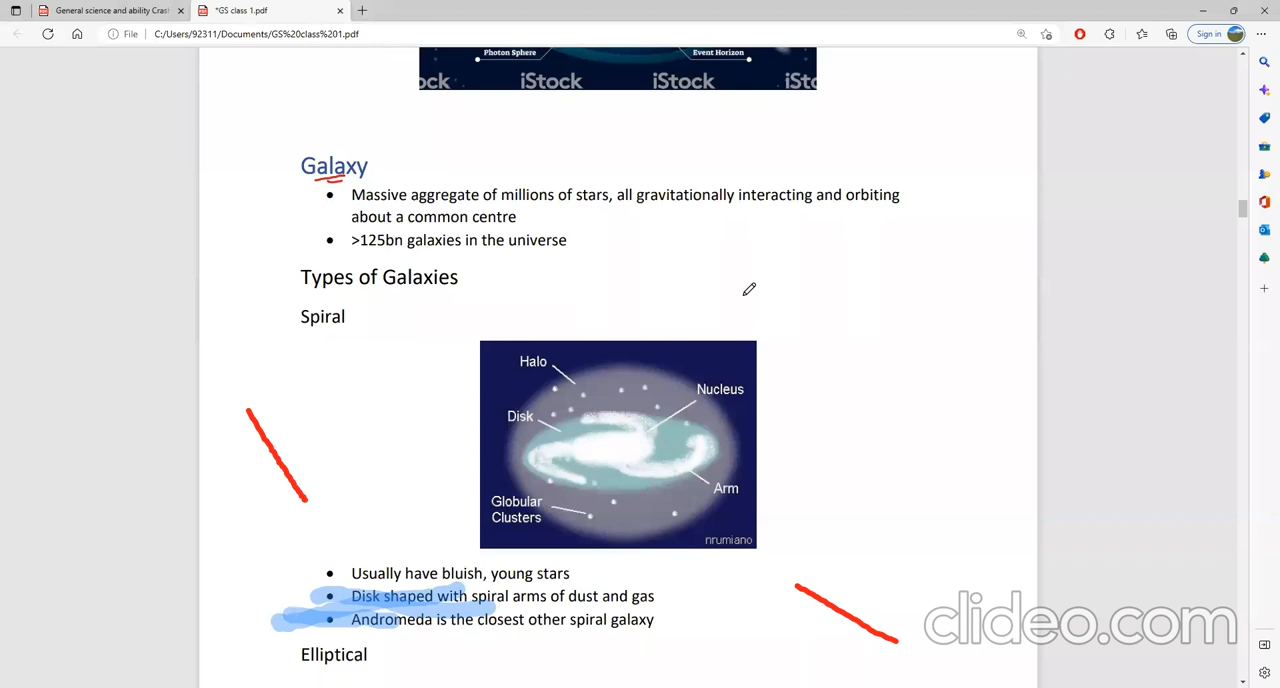 General science and ability Cras
*GS class 1.pdf
File
C:/Users/92311/Documents/GS%20class%201.pdf
Sign in
Photon Sphere
Event Horizon
ock iStock iStock iStc
Galaxy
• Massive aggregate of millions of stars, all gravitationally interacting and orbiting
about a common centre
• >125bn galaxies in the universe
Types of Galaxies
Spiral
Halo
Nucleus
Disk
Arm
Globular
Clusters
nrumiano
• Usually have bluish, young stars
• Disk shaped with spiral arms of dust and gas
• Andromeda is the closest other spiral galaxy
clideo.com
Elliptical